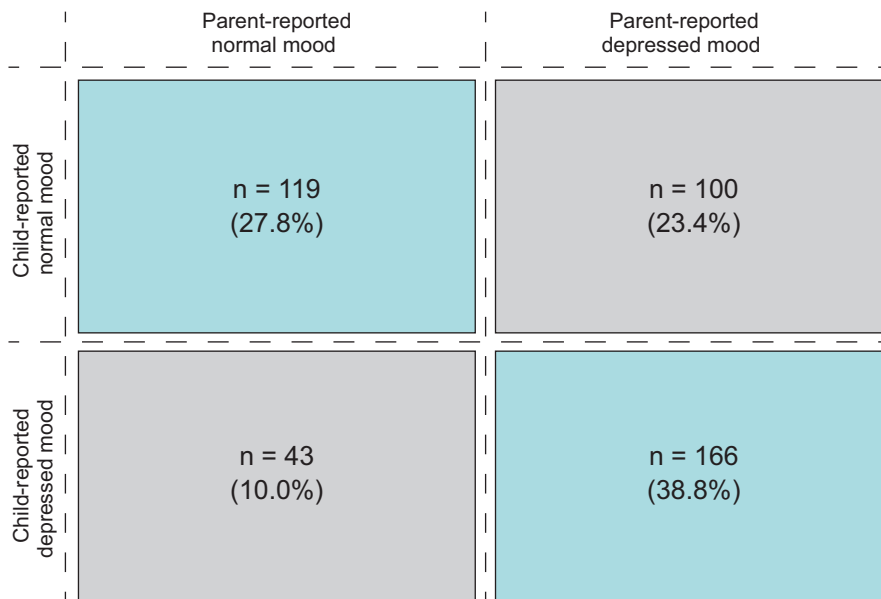 Parent-reported
normal mood
Parent-reported
depressed mood
Child-reported
normal mood
n = 119
(27.8%)
n = 100
(23.4%)
Child-reported
depressed mood
n = 43
(10.0%)
n = 166
(38.8%)